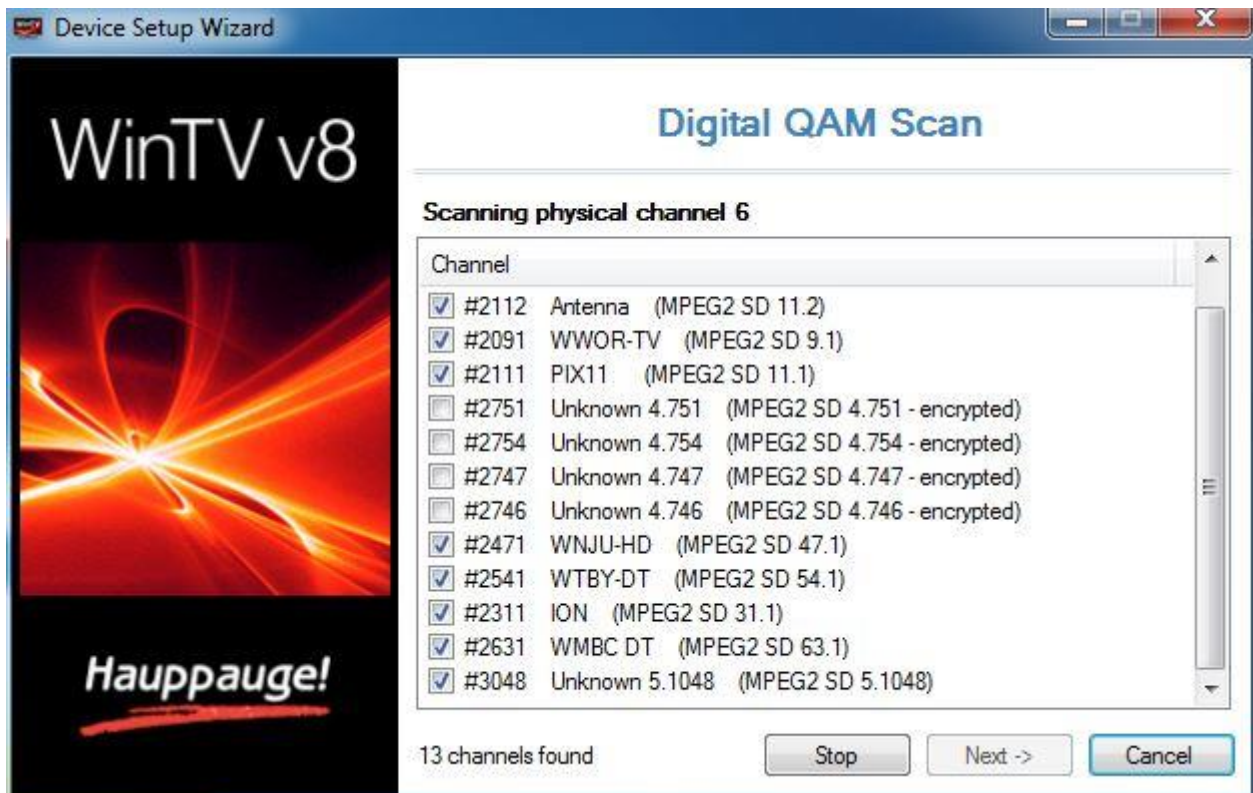 Device Setup Wizard
WinTV v8
Hauppauge!
Digital QAM Scan
Scanning physical channel 6
Channel
#2112 Antenna (MPEG2 SD 11.2)
#2091 WWOR-TV (MPEG2 SD 9.1)
#2111 PIX11 (MPEG2 SD 11.1)
#2751 Unknown 4.751 (MPEG2 SD 4.751 - encrypted)
#2754 Unknown 4.754 (MPEG2 SD 4.754 - encrypted)
#2747 Unknown 4.747 (MPEG2 SD 4.747 - encrypted)
#2746 Unknown 4.746 (MPEG2 SD 4.746 - encrypted)
#2471 WNJU-HD (MPEG2 SD 47.1)
#2541 WTBY-DT (MPEG2 SD 54.1)
#2311 ION (MPEG2 SD 31.1)
#2631 WMBC DT (MPEG2 SD 63.1)
#3048 Unknown 5.1048 (MPEG2 SD 5.1048)
13 channels found
Stop
Next ->
Cancel